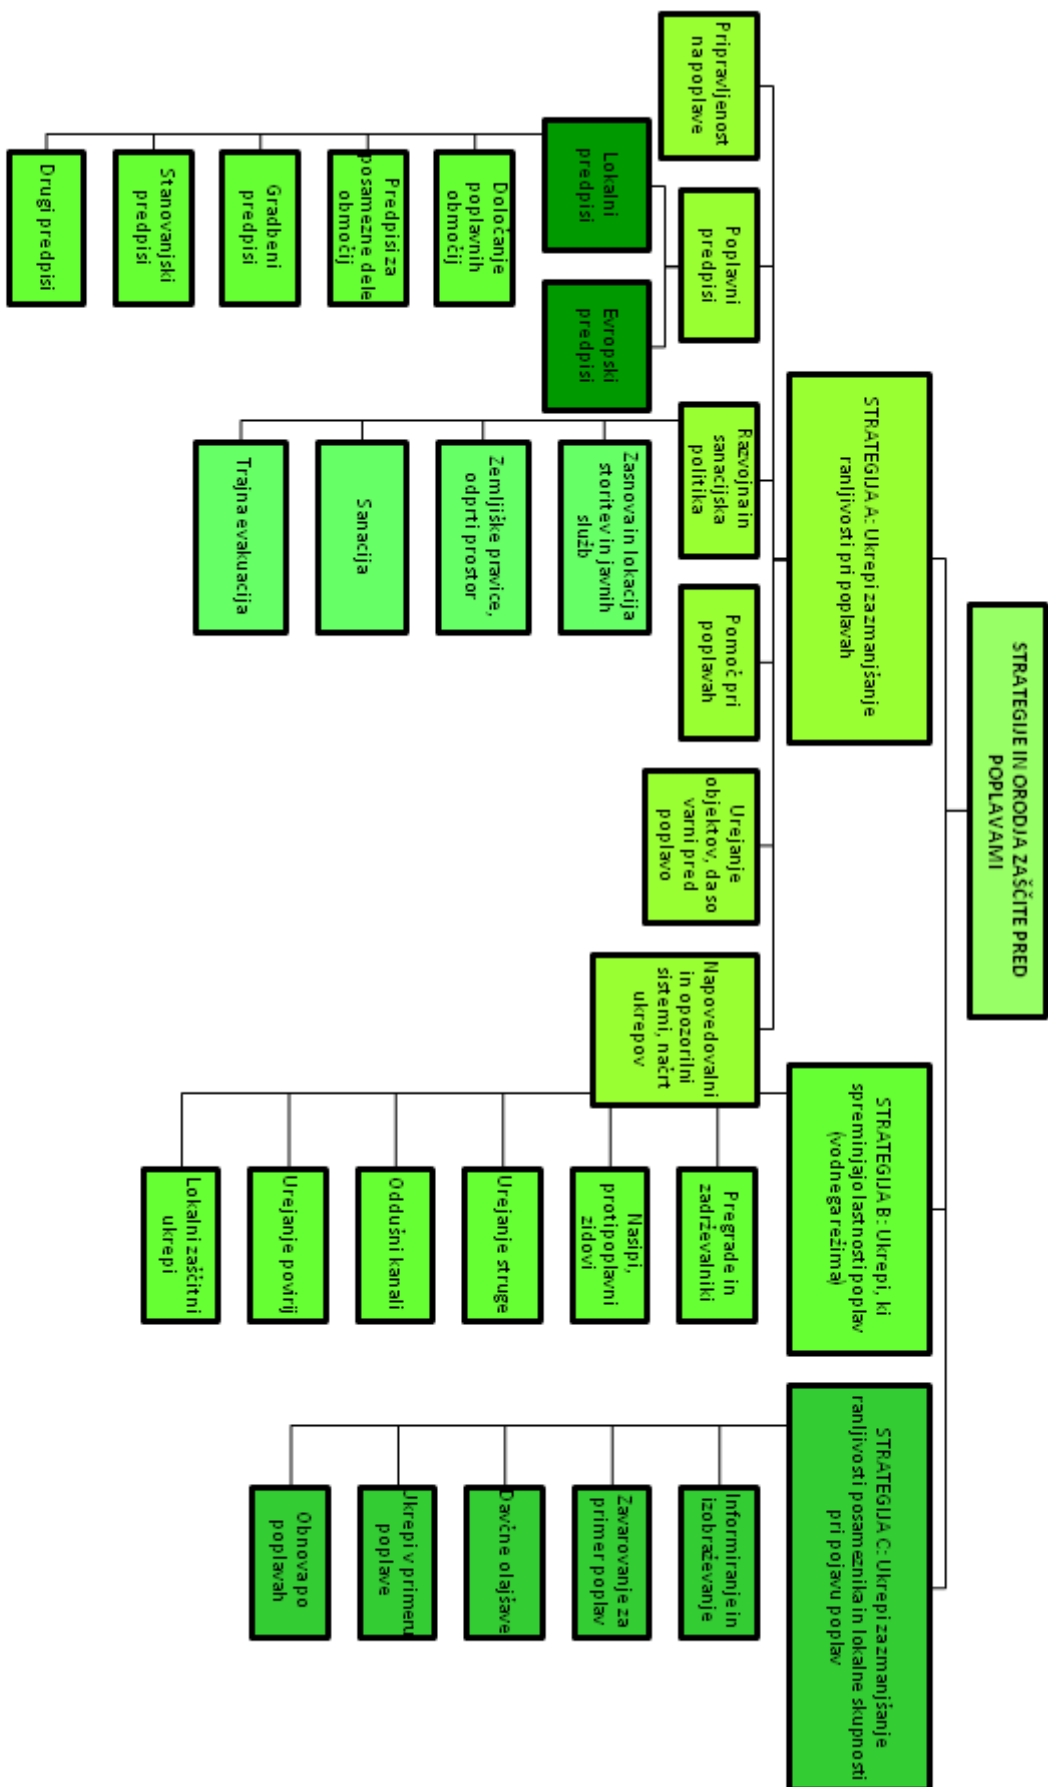 STRATEGIJE IN ORODJA ZAŠČITE PRED
POPLAVAMI
STRATEGIJA A: Ukrepi za zmanjšanje
ranljivosti pri poplavah
Pripravljenost
na poplave
Poplavni
predpisi
Lokalni
predpisi
Določanje
poplavnih
območij
Predpisi za
posamezne dele
območij
Gradbeni
predpisi
Stanovanjski
predpisi
Drugi predpisi
Evropski
predpisi
Razvojna in
sanacijska
politika
Zasnova in lokacija
storitev in javnih
služb
Zemljiške pravice,
odprti prostor
Sanacija
Trajna evakuacija
Pomoč pri
poplavah
Urejanje
objektov, da so
varni pred
poplavo
Napovedovalni
in opozorilni
sistemi, načrt
ukrepov
STRATEGIJA B: Ukrepi, ki
spreminjajo lastnosti poplav
(vodnega režima)
Pregrade in
zadrževalniki
Nasipi,
protipoplavni
zidovi
Urejanje struge
Oddušni kanali
Urejanje povirij
Lokalni zaščitni
ukrepi
STRATEGIJA C: Ukrepi za zmanjšanje
ranljivosti posameznika in lokalne skupnosti
pri pojavu poplav
Informiranje in
izobraževanje
Zavarovanje za
primer poplav
Davčne olajšave
Ukrepi v primeru
poplave
Obnova po
poplavah